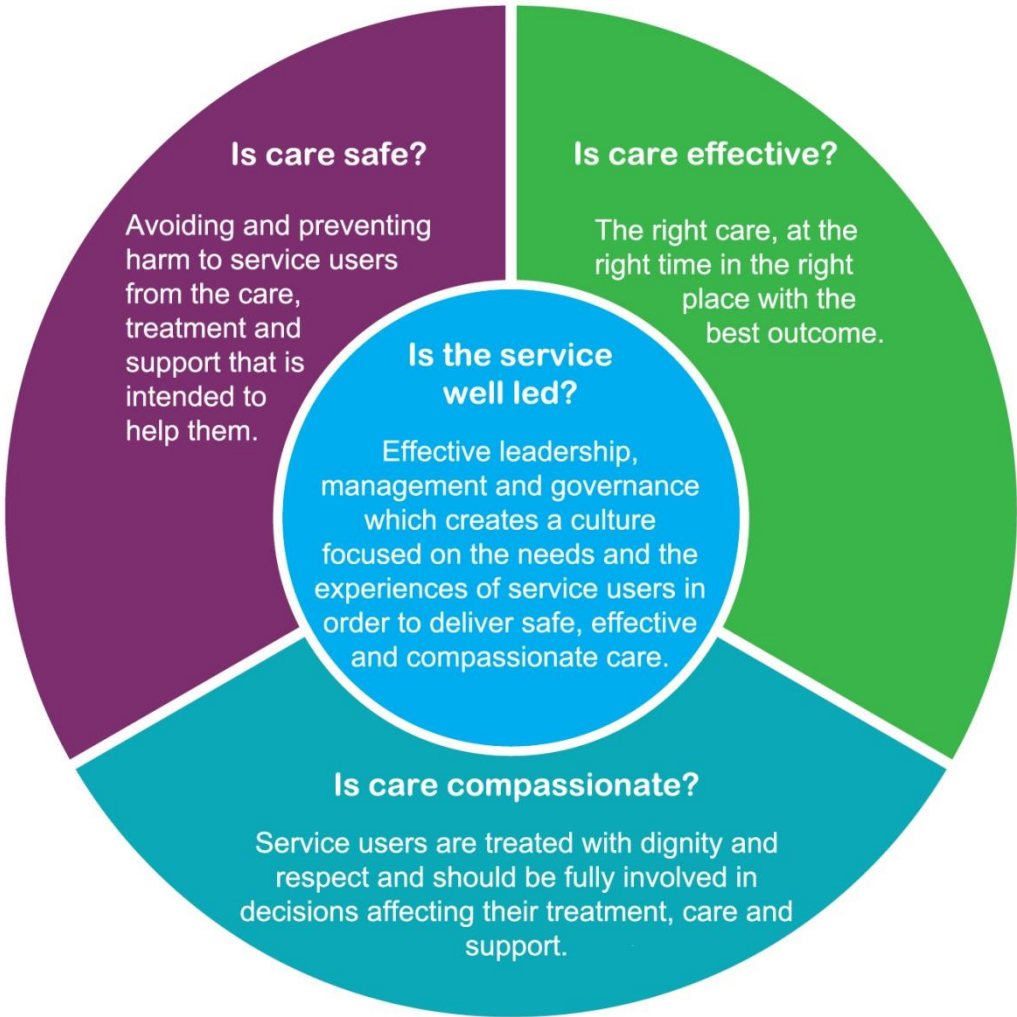 Is care safe?
Avoiding and preventing
harm to service users
from the care,
treatment and
support that is
intended to
help them.
Is care effective?
The right care, at the
right time in the right
place with the
best outcome.
Is the service
well led?
Effective leadership,
management and governance
which creates a culture
focused on the needs and the
experiences of service users in
order to deliver safe, effective
and compassionate care.
Is care compassionate?
Service users are treated with dignity and
respect and should be fully involved in
decisions affecting their treatment, care and
support.